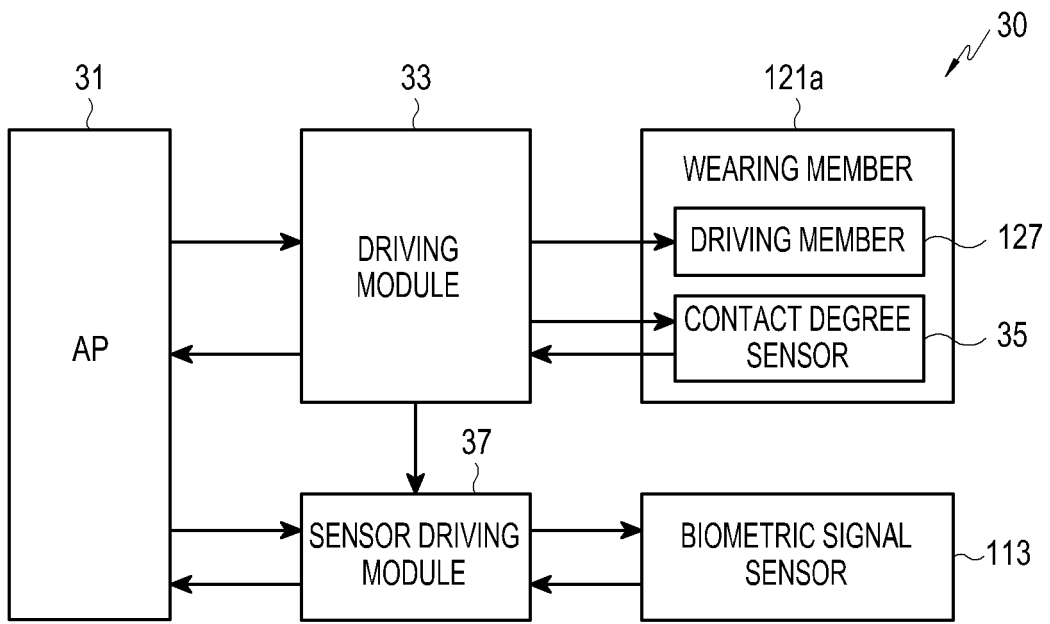 30
31
33
121a
WEARING MEMBER
DRIVING MEMBER
127
DRIVING
MODULE
CONTACT DEGREE
SENSOR
35
AP
37
SENSOR DRIVING
MODULE
BIOMETRIC SIGNAL
SENSOR
113